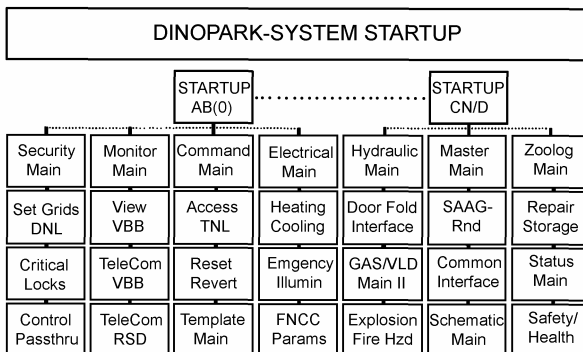 DINOPARK-SYSTEM STARTUP
STARTUP
AB(0)
STARTUP
CN/D
Security
Main
Monitor
Main
Command
Main
Electrical
Main
Hydraulic
Main
Master
Main
Zoolog
Main
Set Grids
DNL
View
VBB
Access
TNL
Heating
Cooling
Door Fold
Interface
SAAG-
Rnd
Repair
Storage
Critical
Locks
TeleCom
VBB
Reset
Revert
Emgency
Illumin
GAS/VLD
Main II
Common
Interface
Status
Main
Control
Passthru
TeleCom
RSD
Template
Main
FNCC
Params
Explosion
Fire Hzd
Schematic
Main
Safety/
Health